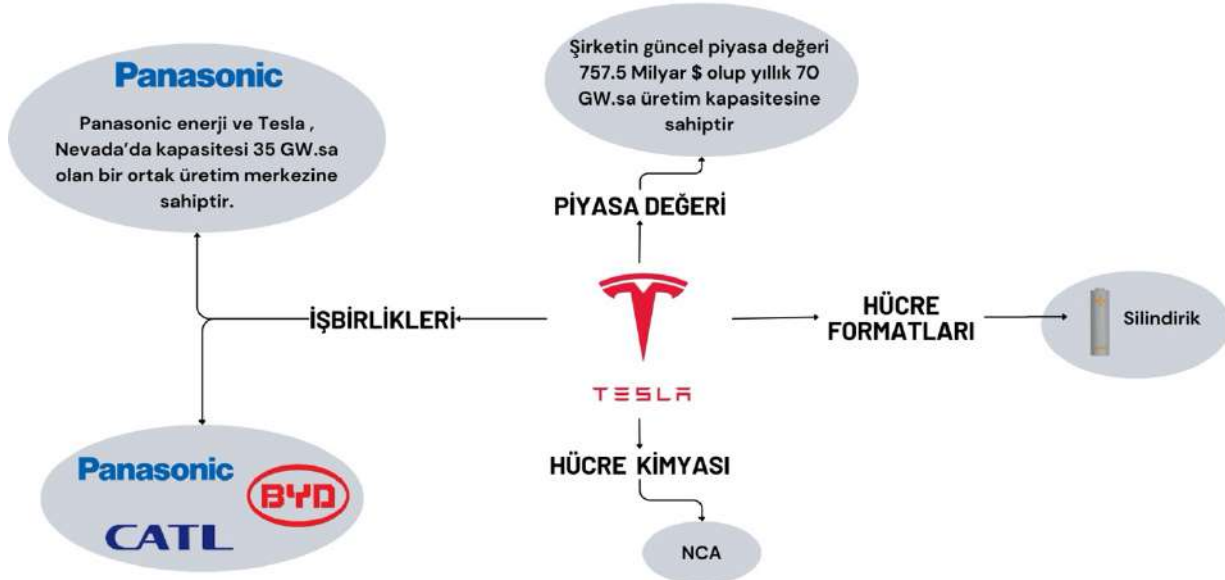 Panasonic
Panasonic enerji ve Tesla ,
Nevada'da kapasitesi 35 GW.sa
olan bir ortak üretim merkezine
sahiptir.
Şirketin güncel piyasa değeri
757.5 Milyar $ olup yıllık 70
GW.sa üretim kapasitesine
sahiptir
PİYASA DEĞERİ
İŞBİRLİKLERİ
HÜCRE
FORMATLARI
Silindirik
TESLA
HÜCRE KİMYASI
NCA
Panasonic
BYD
CATL